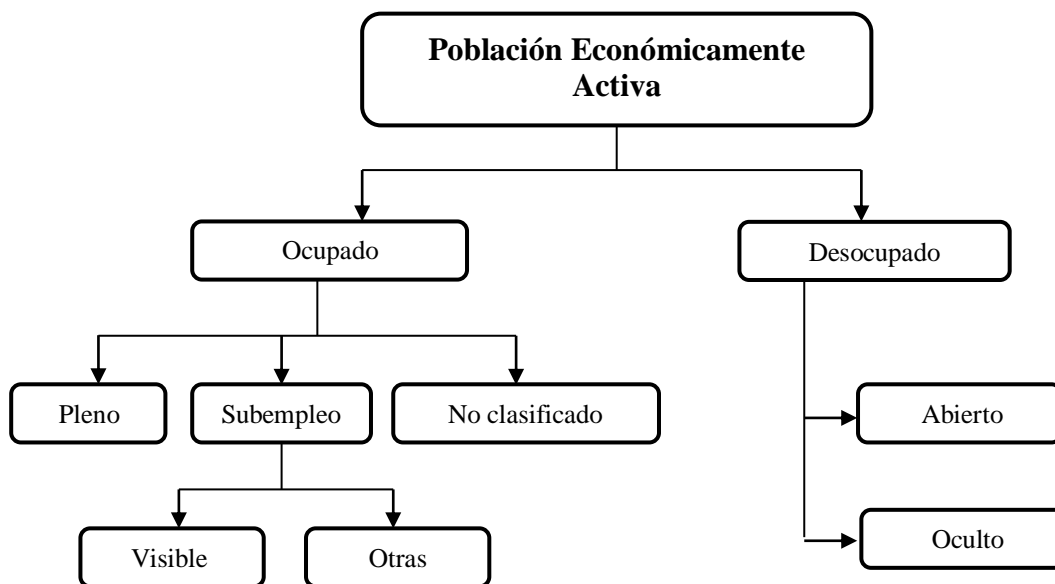 Población Económicamente
Activa
Ocupado
Desocupado
Pleno
Subempleo
No clasificado
Abierto
Visible
Otras
Oculto